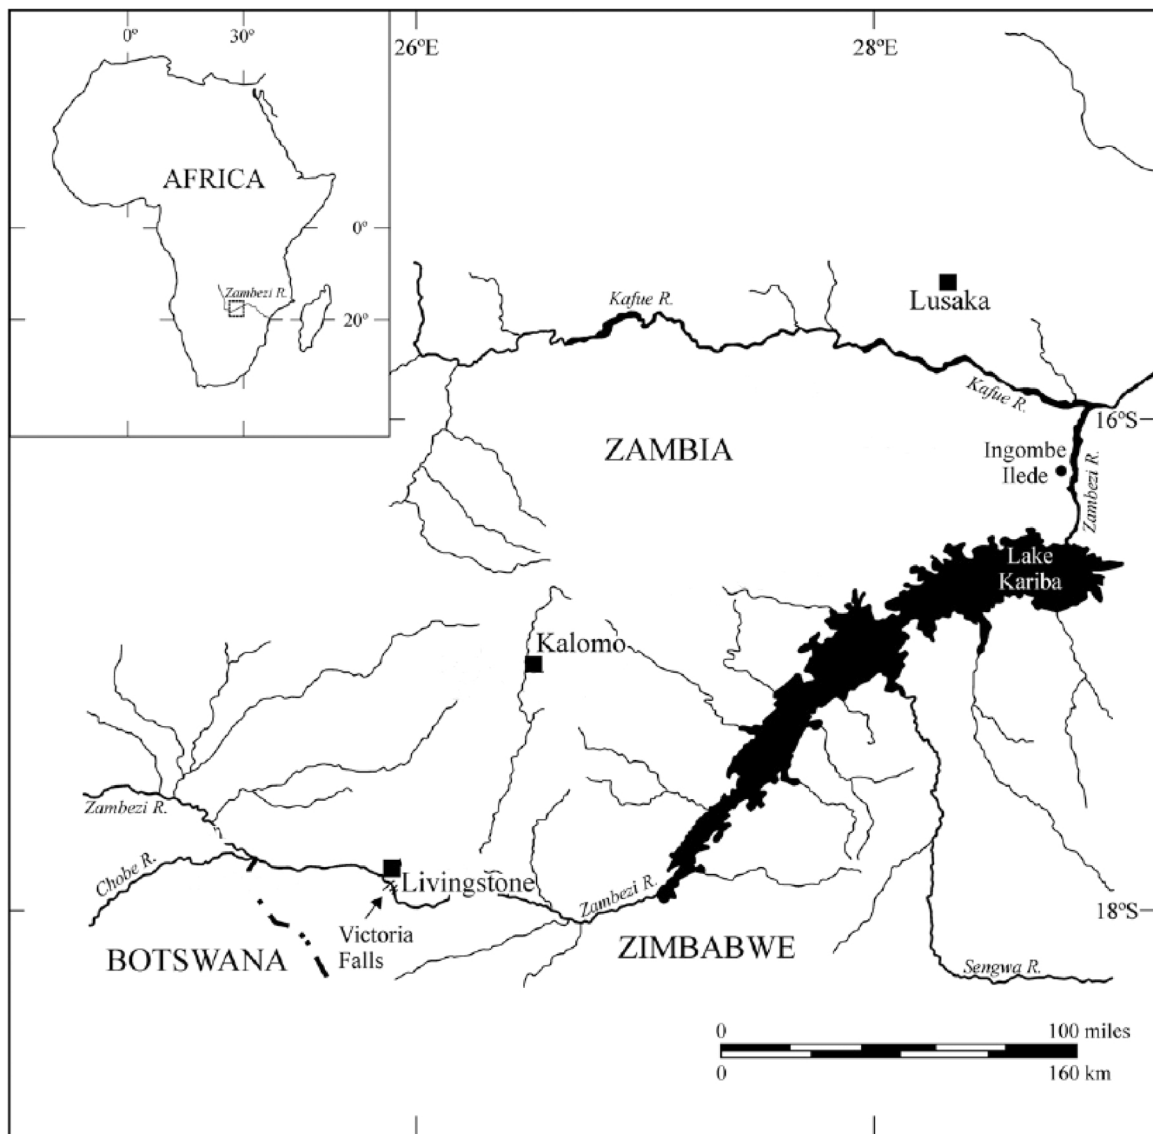 0º
30º
26ºE
28ºE
AFRICA
0º
Zambezi R.
20º
Kafue R.
Lusaka
Kafue R.
16ºS
ZAMBIA
Ingombe
Ilede
Zambezi R.
Lake
Kariba
Kalomo
Zambezi R.
Chobe R.
Livingstone
Zambezi R.
Victoria
Falls
18ºS
BOTSWANA
ZIMBABWE
Sengwa R.
0
100 miles
0
160 km